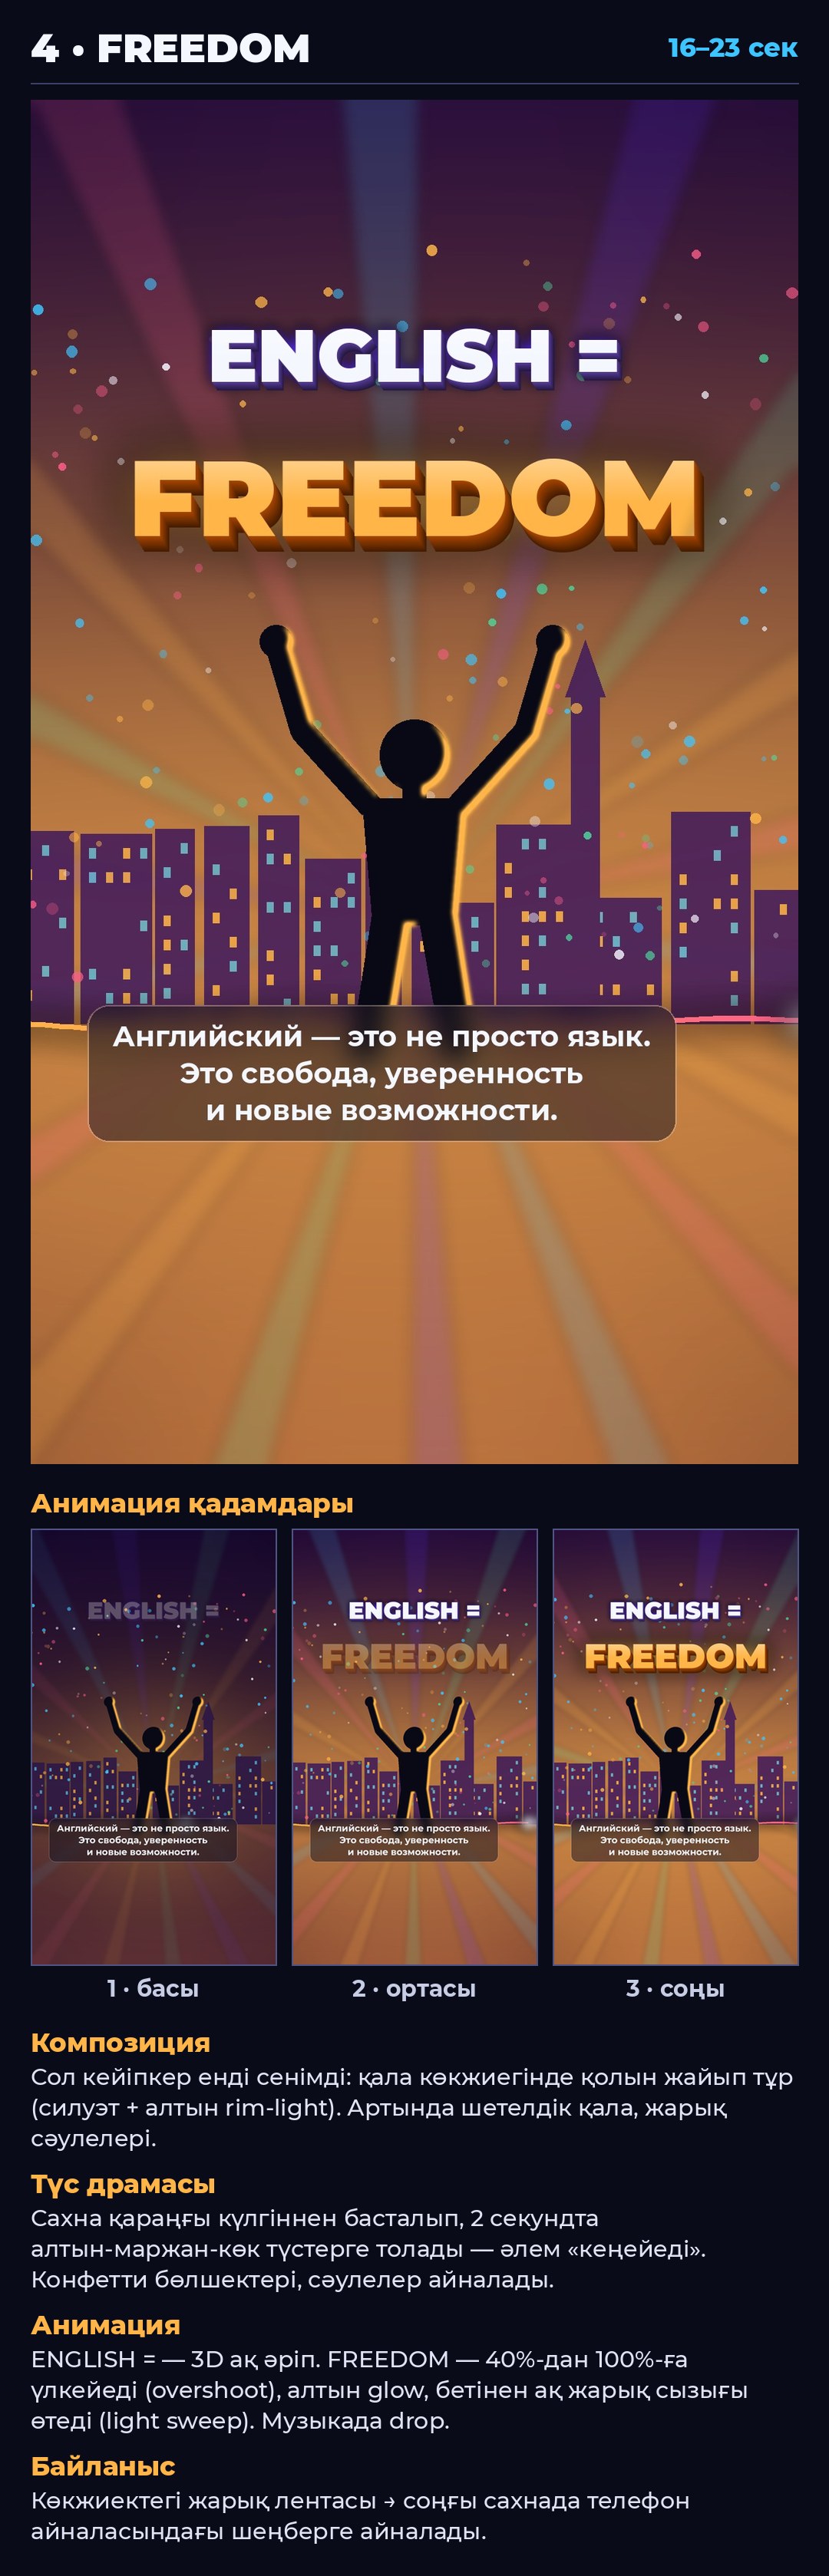 4 • FREEDOM
16–23 сек
ENGLISH =
FREEDOM
Английский — это не просто язык.
Это свобода, уверенность
и новые возможности.
Анимация қадамдары
ENGLISH =
Английский — это не просто язык.
Это свобода, уверенность
и новые возможности.
ENGLISH =
FREEDOM
Английский — это не просто язык.
Это свобода, уверенность
и новые возможности.
ENGLISH =
FREEDOM
Английский — это не просто язык.
Это свобода, уверенность
и новые возможности.
1 · басы
2 · ортасы
3 · соңы
Композиция
Сол кейіпкер енді сенімді: қала көкжиегінде қолын жайып тұр
(силуэт + алтын rim-light). Артында шетелдік қала, жарық
сәулелері.
Түс драмасы
Сахна қараңғы күлгіннен басталып, 2 секундта
алтын-маржан-көк түстерге толады — әлем «кеңейеді».
Конфетти бөлшектері, сәулелер айналады.
Анимация
ENGLISH = — 3D ақ әріп. FREEDOM — 40%-дан 100%-ға
үлкейеді (overshoot), алтын glow, бетінен ақ жарық сызығы
өтеді (light sweep). Музыкада drop.
Байланыс
Көкжиектегі жарық лентасы → соңғы сахнада телефон
айналасындағы шеңберге айналады.